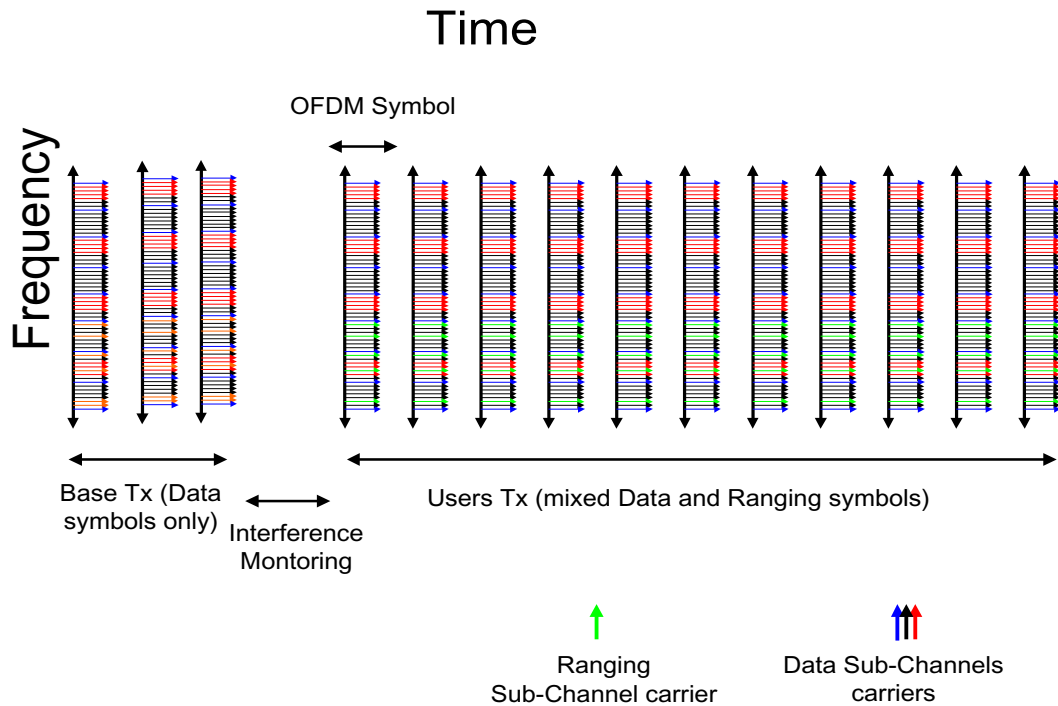 Time
OFDM Symbol
Frequency
Base Tx (Data
symbols only)
Interference
Montoring
Users Tx (mixed Data and Ranging symbols)
Ranging
Sub-Channel carrier
Data Sub-Channels
carriers